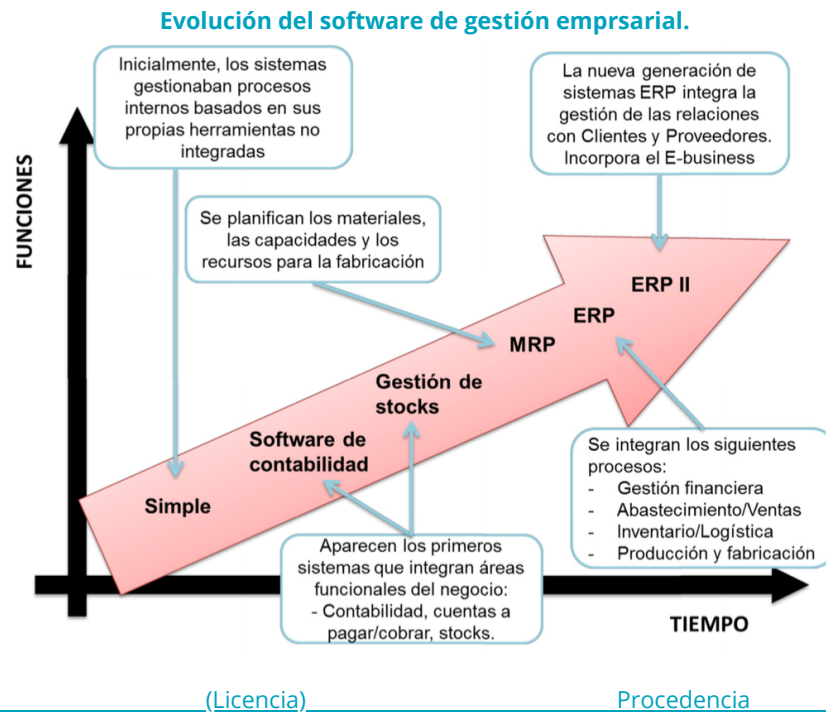 Evolución del software de gestión emprsarial.
Inicialmente, los sistemas
gestionaban procesos
internos basados en sus
propias herramientas no
integradas
La nueva generación de
sistemas ERP integra la
gestión de las relaciones
con Clientes y Proveedores.
Incorpora el E-business
FUNCIONES
Se planifican los materiales,
las capacidades y los
recursos para la fabricación
ERP II
ERP
MRP
Gestión de
stocks
Software de
contabilidad
Simple
Se integran los siguientes
procesos:
- Gestión financiera
- Abastecimiento/Ventas
- Inventario/Logística
- Producción y fabricación
Aparecen los primeros
sistemas que integran áreas
funcionales del negocio:
- Contabilidad, cuentas a
pagar/cobrar, stocks.
TIEMPO
(Licencia) Procedencia